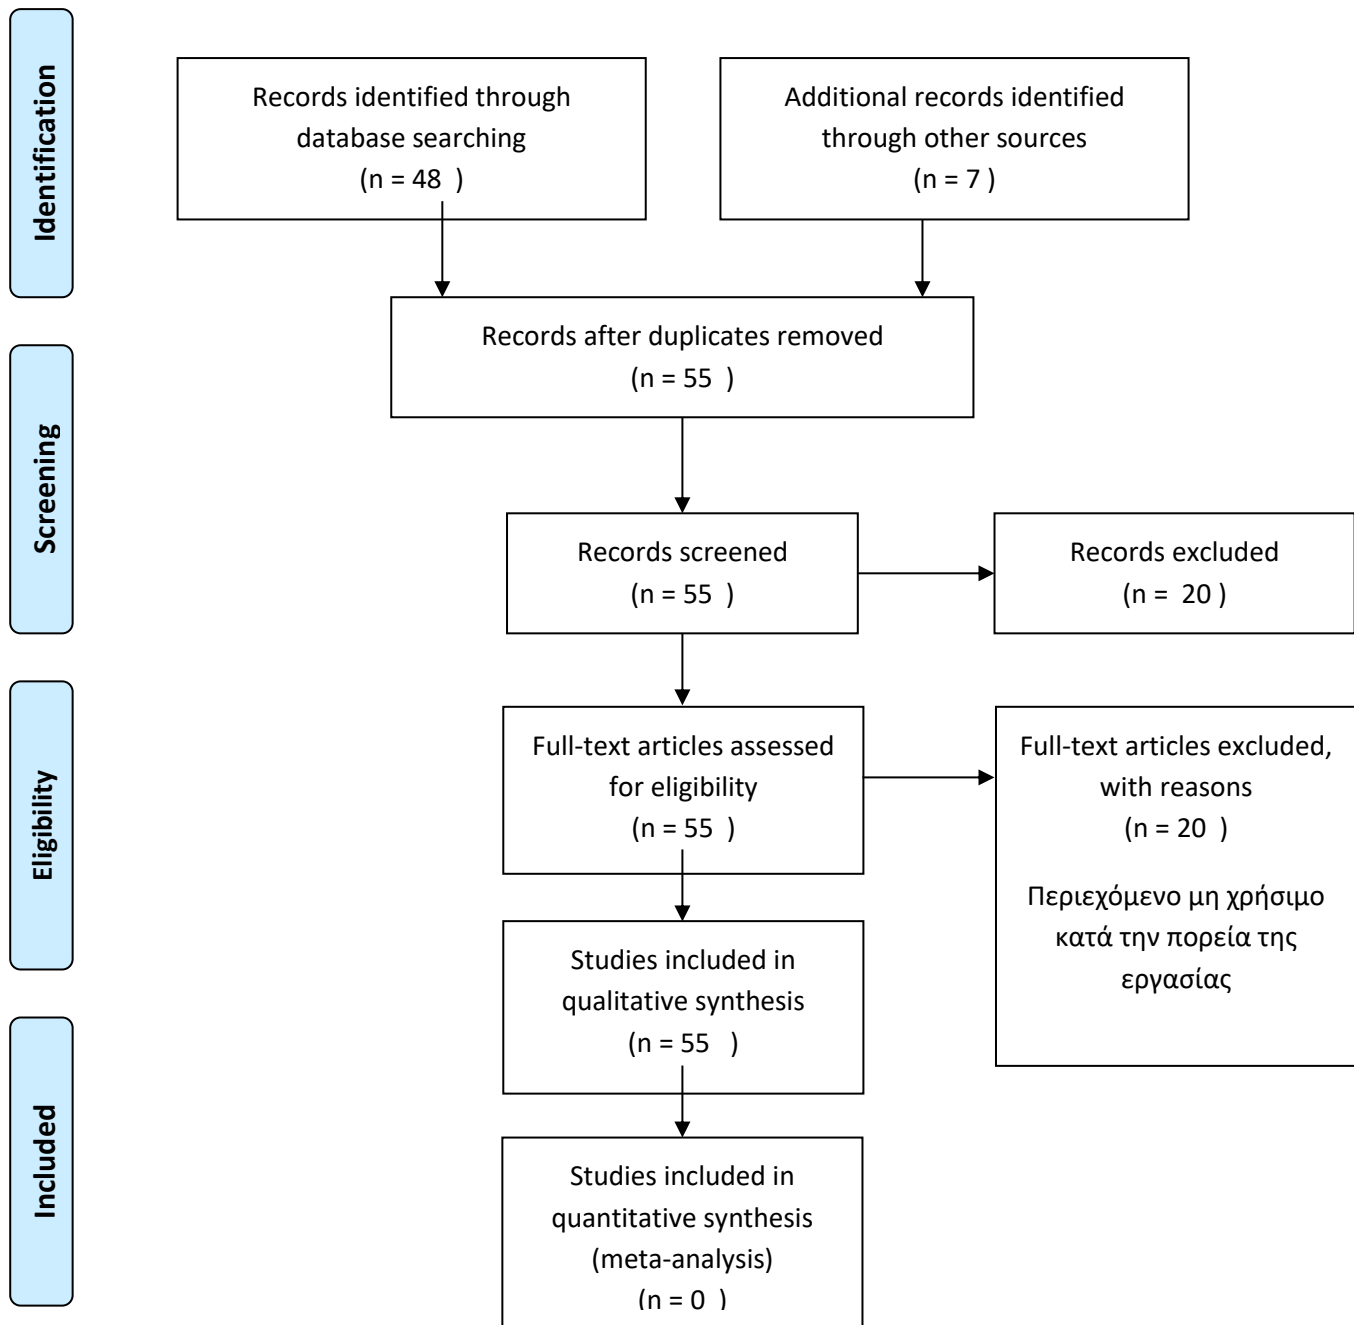 Identification
Records identified through
database searching
(n = 48 )
Additional records identified
through other sources
(n = 7 )
Records after duplicates removed
(n = 55 )
Screening
Records screened
(n = 55 )
Records excluded
(n = 20 )
Eligibility
Full-text articles assessed
for eligibility
(n = 55 )
Full-text articles excluded,
with reasons
(n = 20 )
Περιεχόμενο μη χρήσιμο
κατά την πορεία της
εργασίας
Studies included in
qualitative synthesis
(n = 55 )
Included
Studies included in
quantitative synthesis
(meta-analysis)
(n = 0 )